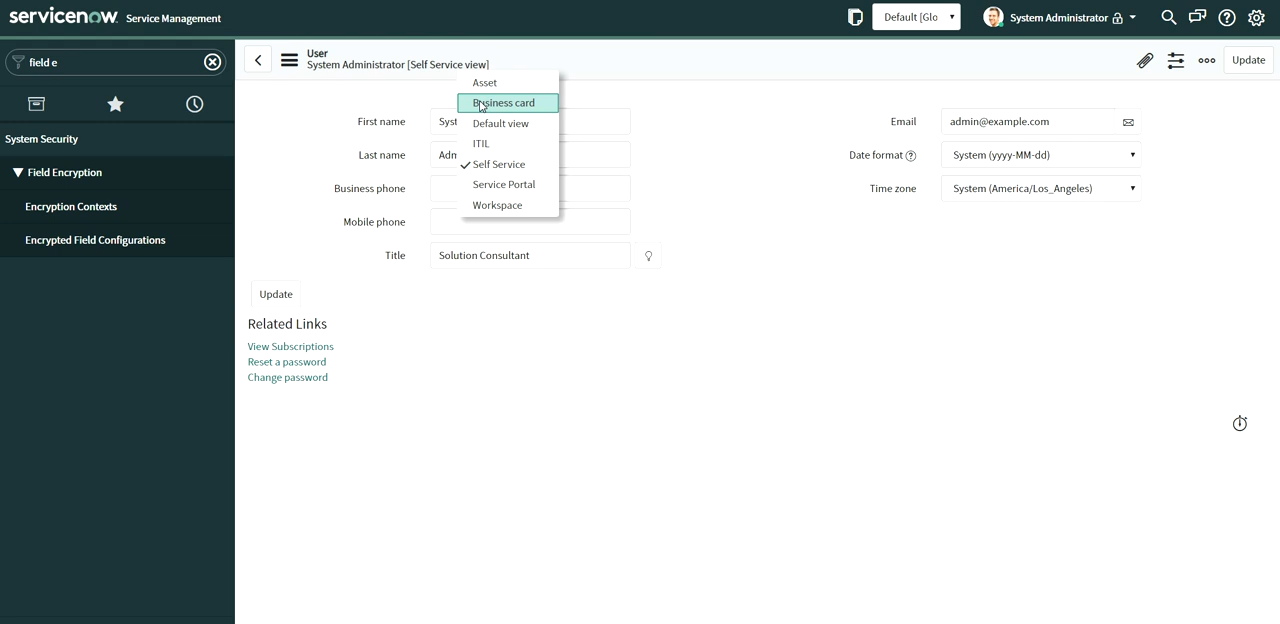 servicenow. Service Management
Default [Glo
System Administrator
field e
User
System Administrator [Self Service view]
Update
System Security
Field Encryption
Encryption Contexts
Encrypted Field Configurations
Asset
Business card
Default view
ITIL
Self Service
Service Portal
Workspace
First name
Syst
Last name
Adm
Business phone
Mobile phone
Title
Solution Consultant
Email
admin@example.com
Date format
System (yyyy-MM-dd)
Time zone
System (America/Los_Angeles)
Update
Related Links
View Subscriptions
Reset a password
Change password